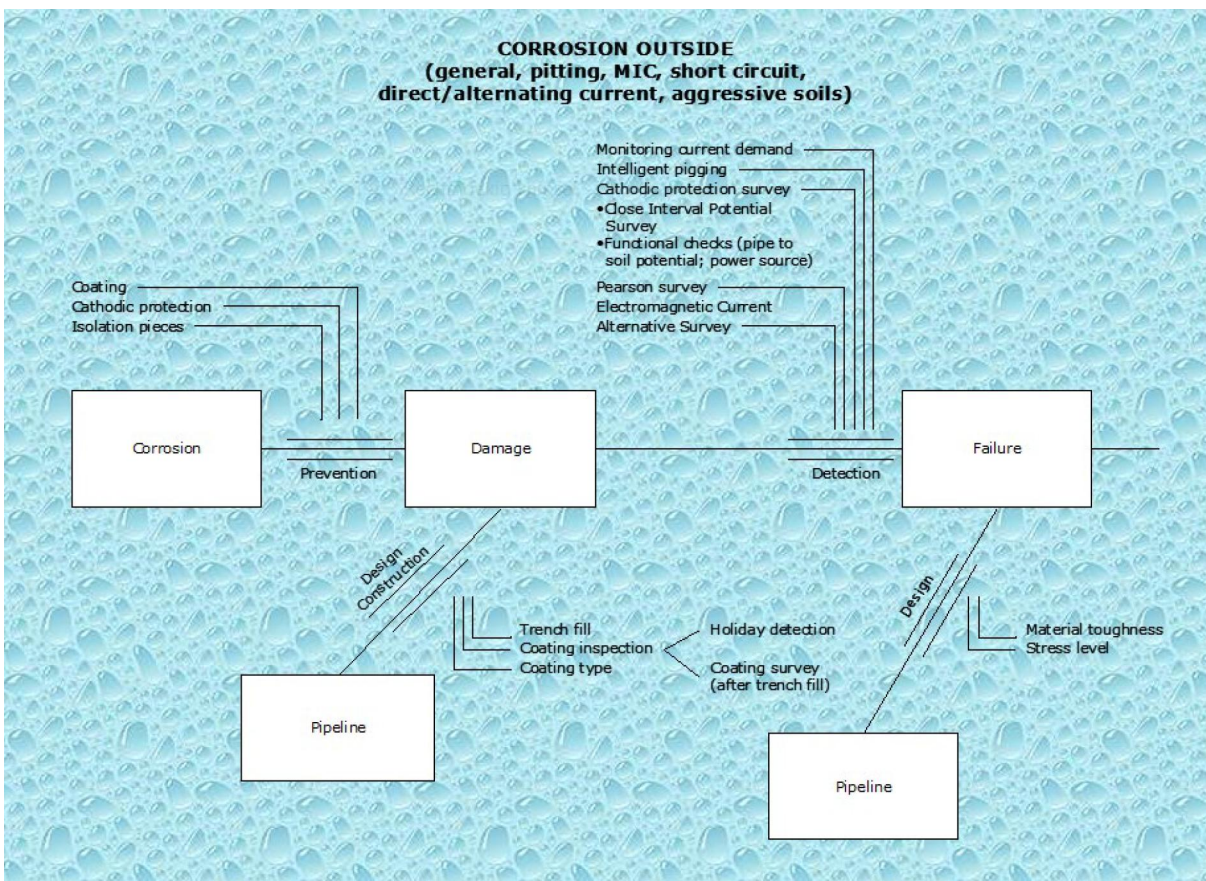 CORROSION OUTSIDE
(general, pitting, MIC, short circuit,
direct/alternating current, aggressive soils)
Monitoring current demand
Intelligent pigging
Cathodic protection survey
•Close Interval Potential
Survey
•Functional checks (pipe to
soil potential; power source)
Pearson survey
Electromagnetic Current
Alternative Survey
Coating
Cathodic protection
Isolation pieces
Corrosion
Prevention
Damage
Detection
Failure
Design
Construction
Trench fill
Coating inspection
Coating type
Holiday detection
Coating survey
(after trench fill)
Pipeline
Design
Material toughness
Stress level
Pipeline